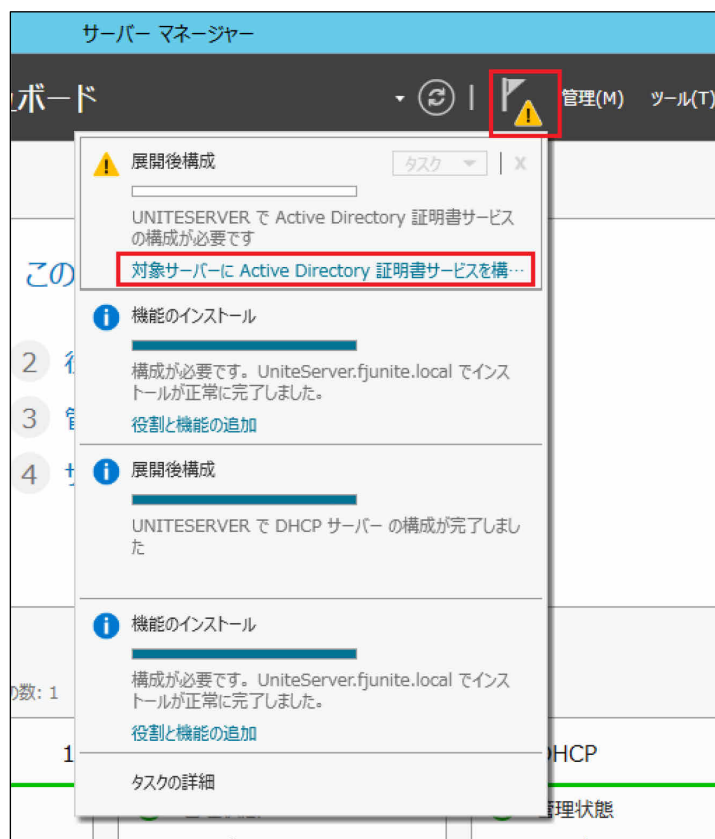 サーバー マネージャー
ボード
管理(M) ツール(T)
展開後構成
タスク
X
UNITESERVER で Active Directory 証明書サービス
の構成が必要です
対象サーバーに Active Directory 証明書サービスを構…
この
機能のインストール
2
構成が必要です。UniteServer.fjunite.local でインス
トールが正常に完了しました。
3
役割と機能の追加
4
展開後構成
UNITESERVER で DHCP サーバー の構成が完了しまし
た
機能のインストール
構成が必要です。UniteServer.fjunite.local でインス
トールが正常に完了しました。
の数: 1
役割と機能の追加
1
DHCP
タスクの詳細
管理状態